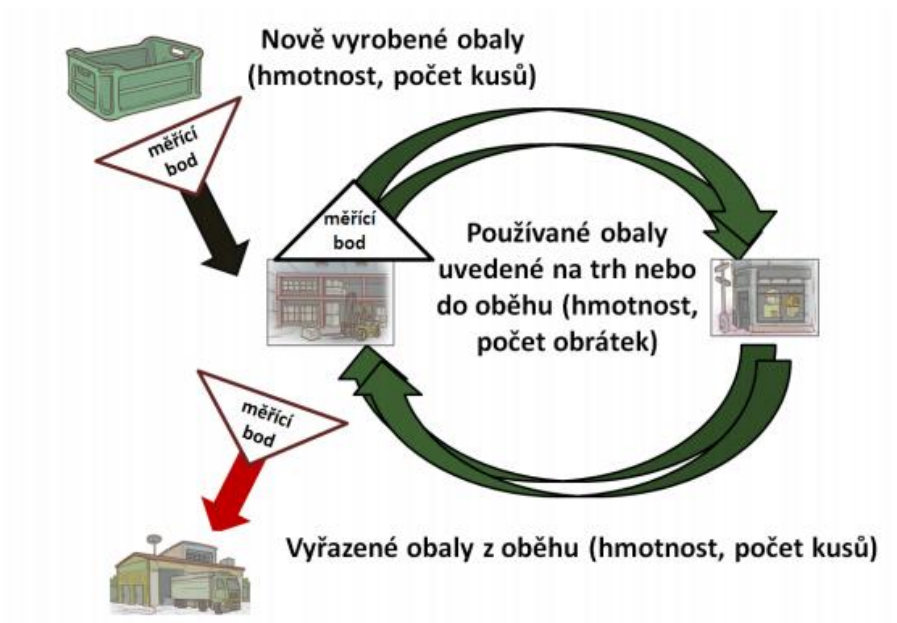 Nově vyrobené obaly
(hmotnost, počet kusů)
měřící
bod
měřící
bod
Používané obaly
uvedené na trh nebo
do oběhu (hmotnost,
počet obrátek)
měřící
bod
Vyřazené obaly z oběhu (hmotnost, počet kusů)